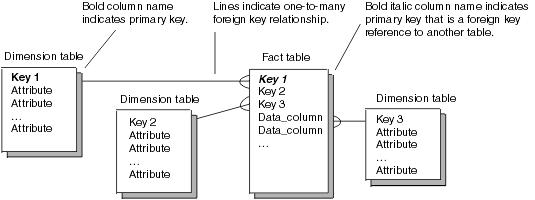 Bold column name
indicates primary key.
Lines indicate one-to-many
foreign key relationship.
Bold italic column name indicates
primary key that is a foreign key
reference to another table.
Dimension table
Key 1
Attribute
Attribute
...
Attribute
Dimension table
Key 2
Attribute
Attribute
...
Attribute
Fact table
Key 1
Key 2
Key 3
Data_column
Data_column
...
Dimension table
Key 3
Attribute
Attribute
...
Attribute